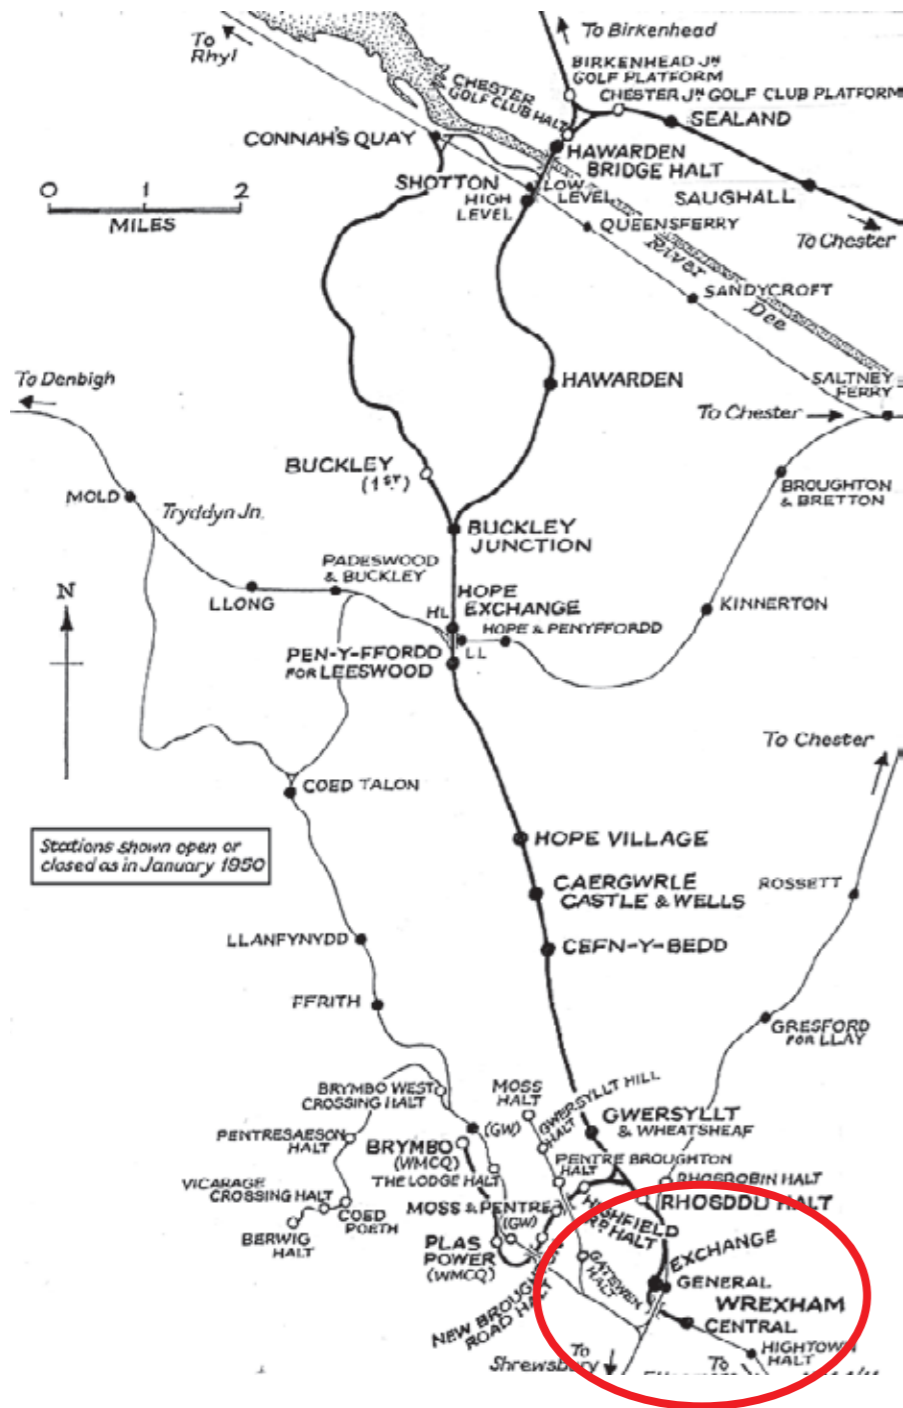 To Birkenhead
To
Rhyl
BIRKENHEAD Jn
GOLF PLATFORM
CHESTER
GOLF CLUB HALT
CHESTER Jn GOLF CLUB PLATFORM
SEALAND
CONNAH'S QUAY
HAWARDEN
BRIDGE HALT
SHOTTON
HIGH
LEVEL
LOW
LEVEL
SAUGHALL
0 1 2
MILES
QUEENSFERRY
To Chester
River
Dee
SANDYCROFT
To Denbigh
HAWARDEN
SALTNEY
FERRY
To Chester
BUCKLEY
(1ST)
MOLD
Tryddyn Jn.
BROUGHTON
& BRETTON
BUCKLEY
JUNCTION
PADESWOOD
& BUCKLEY
N
LLONG
HOPE
EXCHANGE
HL
KINNERTON
HOPE & PENYFFORDD
LL
PEN-Y-FFORDD
FOR LEESWOOD
To Chester
COED TALON
Stations shown open or
closed as in January 1950
HOPE VILLAGE
CAERGWRLE
CASTLE & WELLS
ROSSETT
LLANFYNYDD
CEFN-Y-BEDD
FFRITH
GRESFORD
FOR LLAY
BRYMBO WEST
CROSSING HALT
MOSS
HALT
GWERSYLLT HILL
HALT
GWERSYLLT
& WHEATSHEAF
(GW)
PENTRESAESON
HALT
BRYMBO
(WMCQ)
PENTRE BROUGHTON
HALT
THE LODGE HALT
RHOSROBIN HALT
VICARAGE
CROSSING HALT
COED
POETH
MOSS & PENTRE
(GW)
HIGHFIELD
RD. HALT
RHOSDDU HALT
BERWIG
HALT
PLAS
POWER
(WMCQ)
GATEWEN
HALT
EXCHANGE
GENERAL
NEW BROUGHTON
ROAD HALT
WREXHAM
CENTRAL
HIGHTOWN
HALT
To
Shrewsbury
To